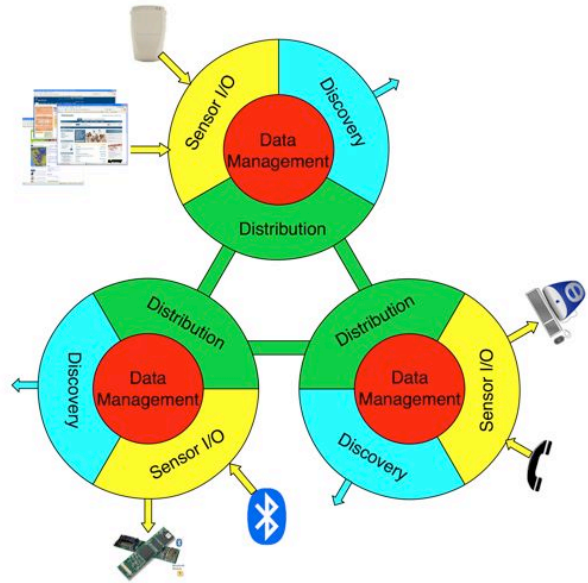 Sensor I/O
Discovery
Data
Management
Distribution
Distribution
Discovery
Data
Management
Sensor I/O
Distribution
Data
Management
Sensor I/O
Discovery